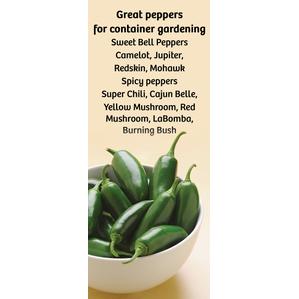 Great peppers
for container gardening
Sweet Bell Peppers
Camelot, Jupiter,
Redskin, Mohawk
Spicy peppers
Super Chili, Cajun Belle,
Yellow Mushroom, Red
Mushroom, LaBomba,
Burning Bush